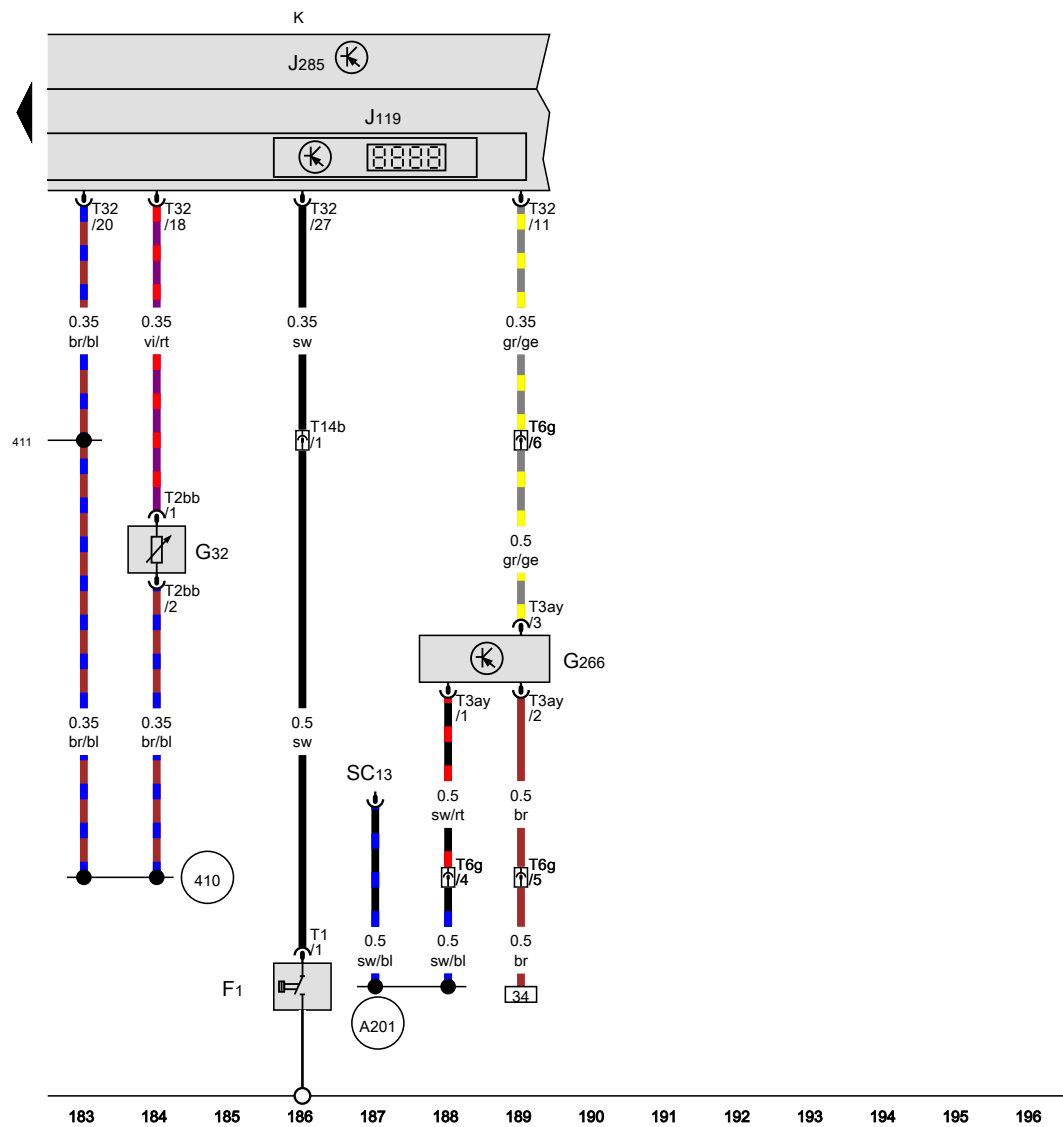 K
J285
J119
T32
/20
T32
/18
T32
/27
T32
/11
0.35
br/bl
0.35
vi/rt
0.35
sw
0.35
gr/ge
411
T14b
/1
T6g
/6
T2bb
/1
G32
T2bb
/2
0.5
gr/ge
T3ay
/3
G266
T3ay
/1
T3ay
/2
0.35
br/bl
0.35
br/bl
0.5
sw
SC13
0.5
sw/rt
0.5
br
T6g
/4
T6g
/5
410
T1
/1
0.5
sw/bl
0.5
sw/bl
0.5
br
F1
34
A201
183 184 185 186 187 188 189 190 191 192 193 194 195 196